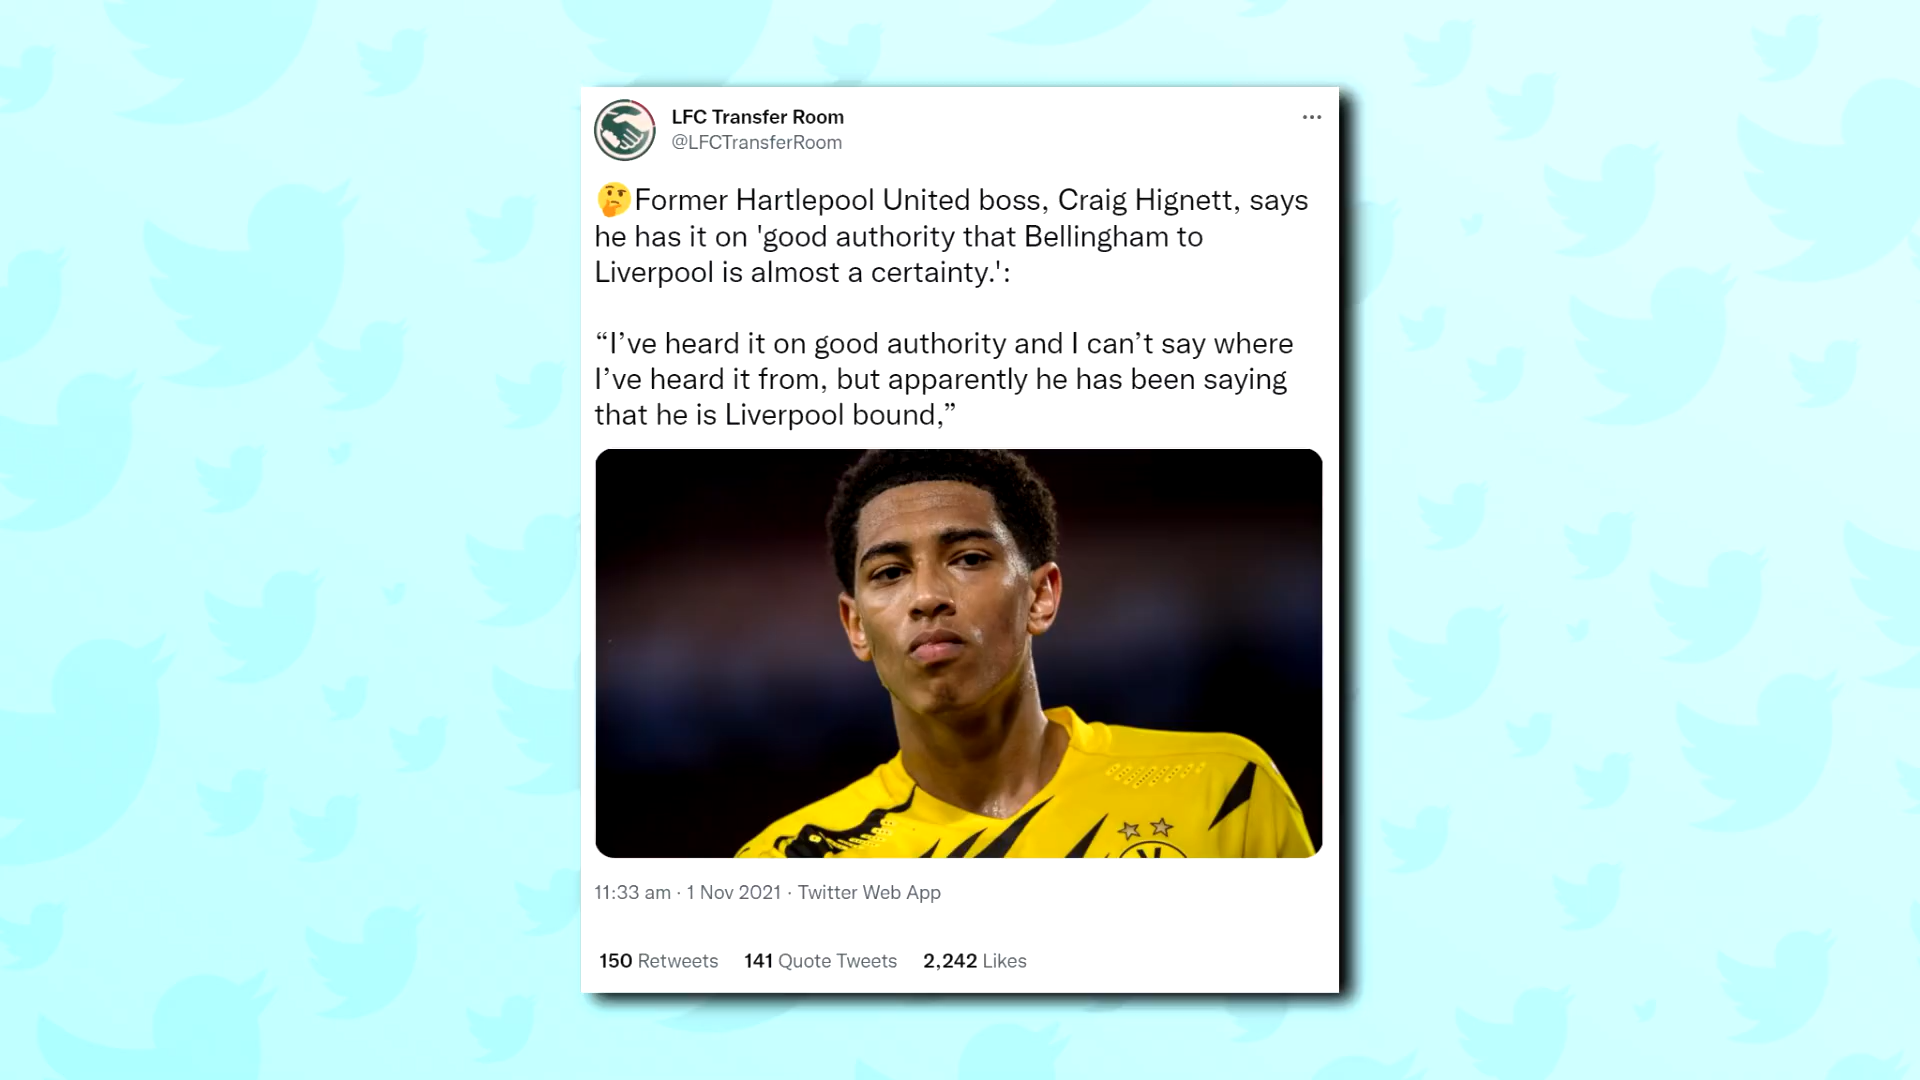 LFC Transfer Room
@LFCTransferRoom
🤔Former Hartlepool United boss, Craig Hignett, says
he has it on 'good authority that Bellingham to
Liverpool is almost a certainty.':
“I’ve heard it on good authority and I can’t say where
I’ve heard it from, but apparently he has been saying
that he is Liverpool bound,”
11:33 am · 1 Nov 2021 · Twitter Web App
150 Retweets 141 Quote Tweets 2,242 Likes